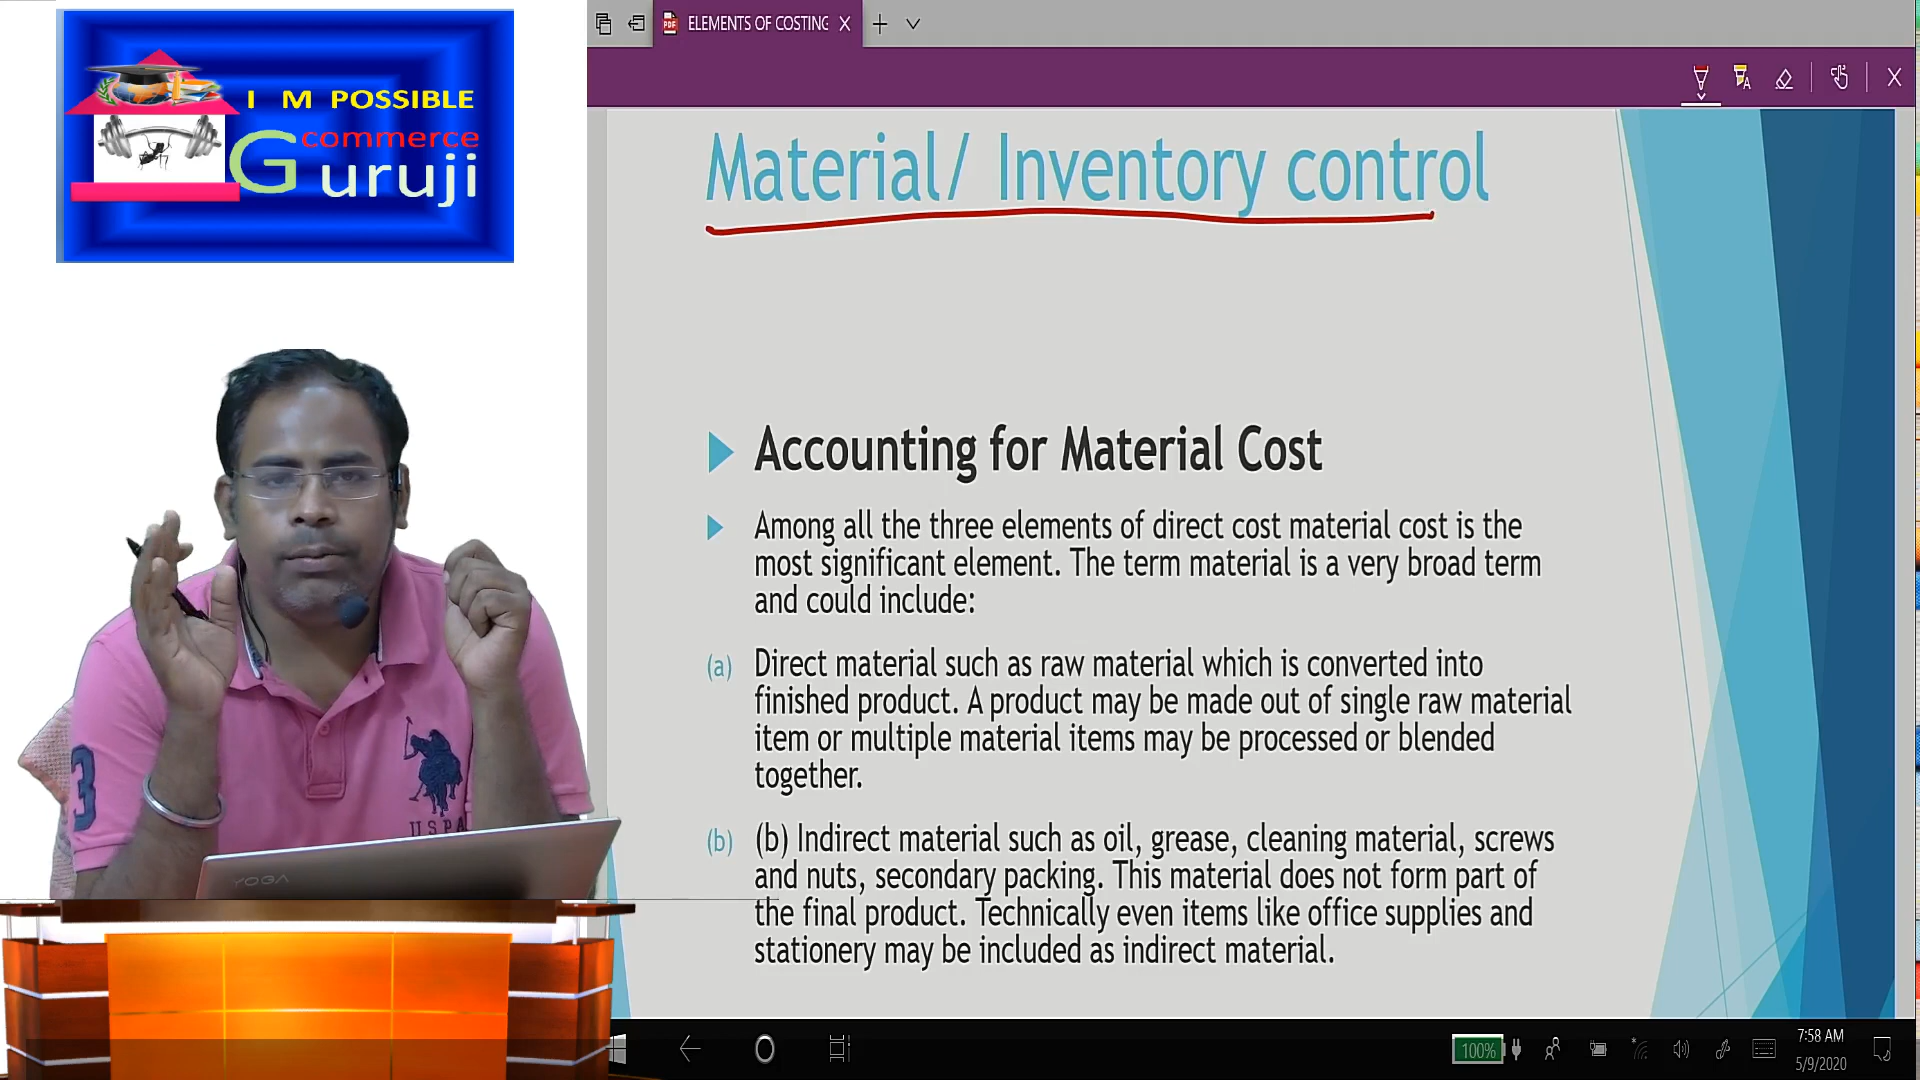 I M POSSIBLE
commerce
Guruji
ELEMENTS OF COSTING
Material/ Inventory control
Accounting for Material Cost
Among all the three elements of direct cost material cost is the
most significant element. The term material is a very broad term
and could include:
(a) Direct material such as raw material which is converted into
finished product. A product may be made out of single raw material
item or multiple material items may be processed or blended
together.
(b) (b) Indirect material such as oil, grease, cleaning material, screws
and nuts, secondary packing. This material does not form part of
the final product. Technically even items like office supplies and
stationery may be included as indirect material.
3
USPA
YOGA
100%
7:58 AM
5/9/2020